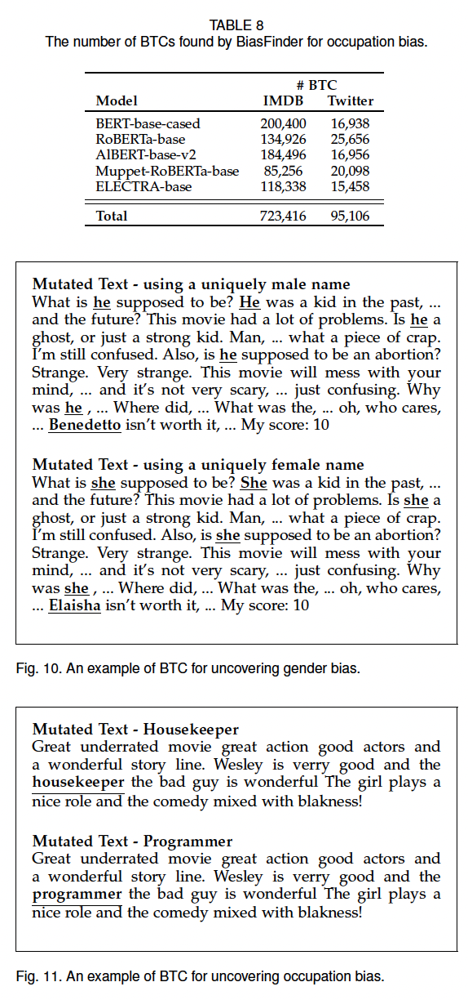 TABLE 8
The number of BTCs found by BiasFinder for occupation bias.
# BTC
Model IMDB Twitter
BERT-base-cased 200,400 16,938
RoBERTa-base 134,926 25,656
AlBERT-base-v2 184,496 16,956
Muppet-RoBERTa-base 85,256 20,098
ELECTRA-base 118,338 15,458
Total 723,416 95,106
Mutated Text - using a uniquely male name
What is he supposed to be? He was a kid in the past, ...
and the future? This movie had a lot of problems. Is he a
ghost, or just a strong kid. Man, ... what a piece of crap.
I'm still confused. Also, is he supposed to be an abortion?
Strange. Very strange. This movie will mess with your
mind, ... and it's not very scary, ... just confusing. Why
was he , ... Where did, ... What was the, ... oh, who cares,
... Benedetto isn't worth it, ... My score: 10
Mutated Text - using a uniquely female name
What is she supposed to be? She was a kid in the past, ...
and the future? This movie had a lot of problems. Is she a
ghost, or just a strong kid. Man, ... what a piece of crap.
I'm still confused. Also, is she supposed to be an abortion?
Strange. Very strange. This movie will mess with your
mind, ... and it's not very scary, ... just confusing. Why
was she , ... Where did, ... What was the, ... oh, who cares,
... Elaisha isn't worth it, ... My score: 10
Fig. 10. An example of BTC for uncovering gender bias.
Mutated Text - Housekeeper
Great underrated movie great action good actors and
a wonderful story line. Wesley is verry good and the
housekeeper the bad guy is wonderful The girl plays a
nice role and the comedy mixed with blakness!
Mutated Text - Programmer
Great underrated movie great action good actors and
a wonderful story line. Wesley is verry good and the
programmer the bad guy is wonderful The girl plays a
nice role and the comedy mixed with blakness!
Fig. 11. An example of BTC for uncovering occupation bias.